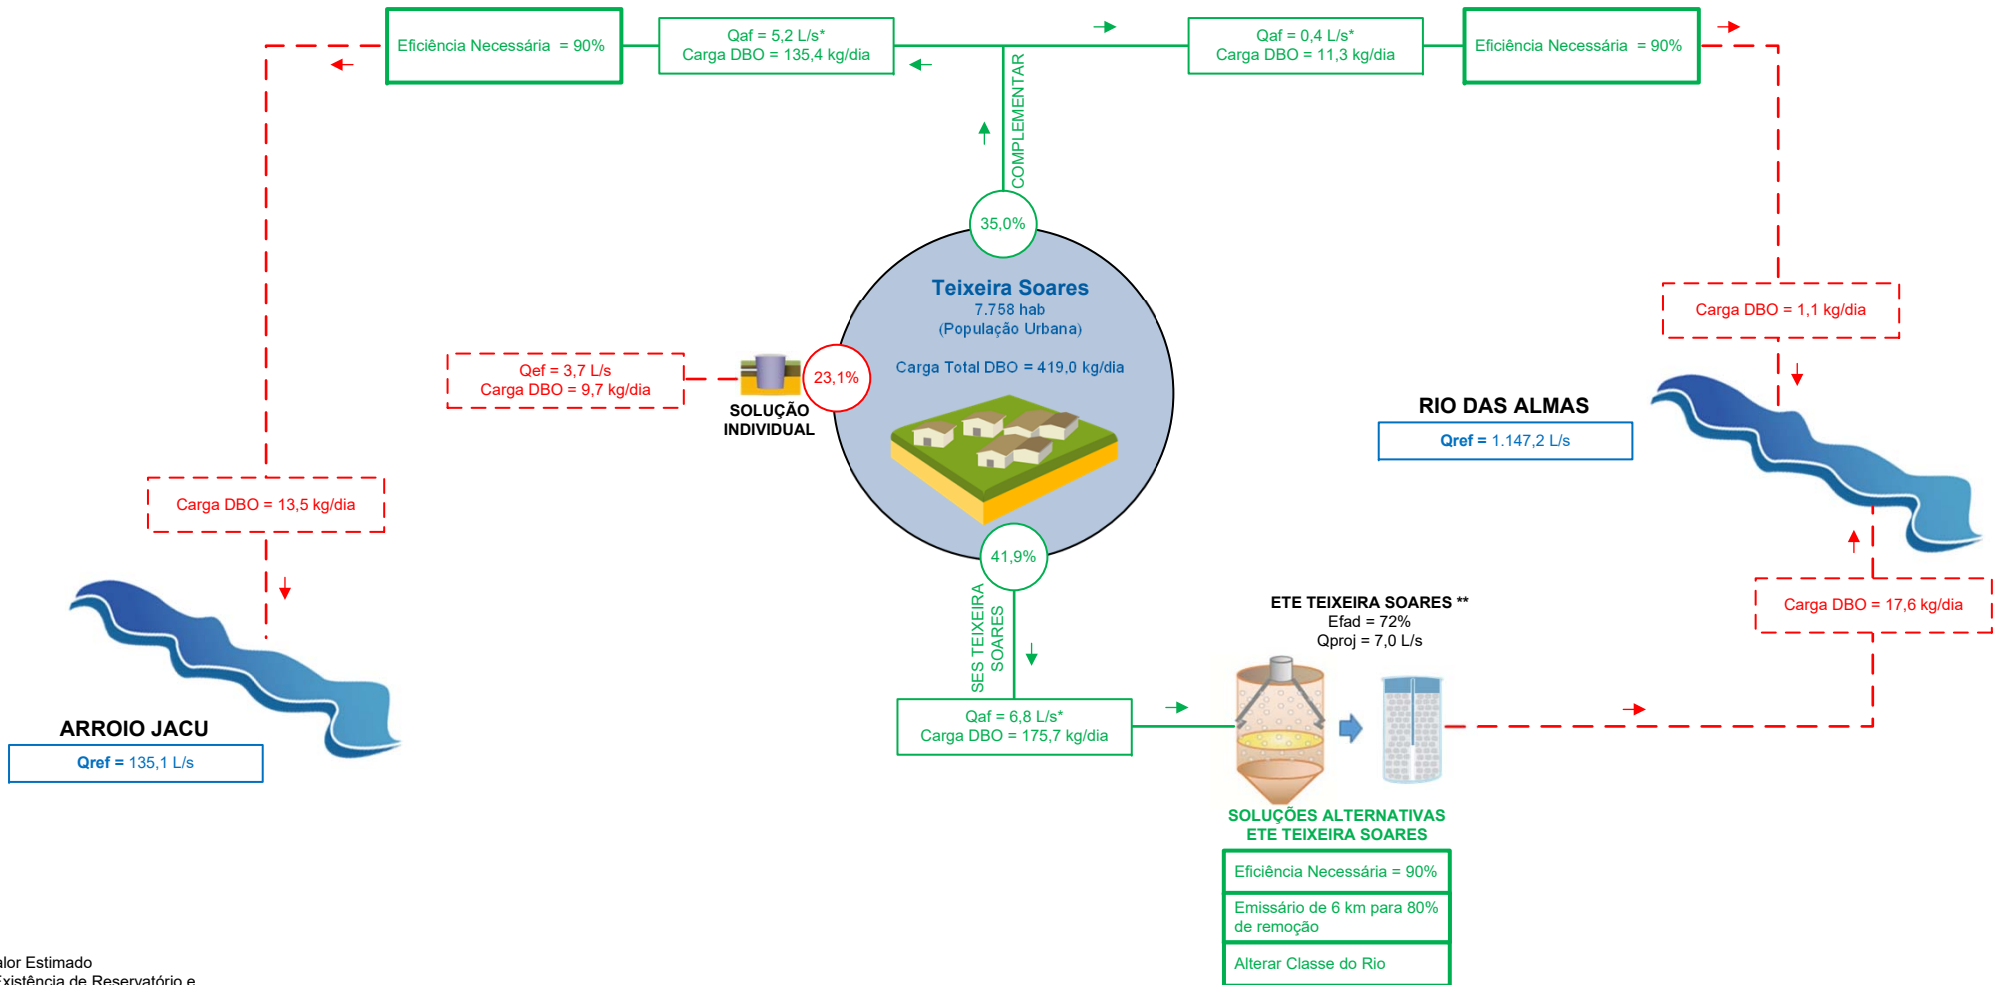 Eficiência Necessária = 90%
Qaf = 5,2 L/s*
Carga DBO = 135,4 kg/dia
Qaf = 0,4 L/s*
Carga DBO = 11,3 kg/dia
Eficiência Necessária = 90%
COMPLEMENTAR
35,0%
Teixeira Soares
7.758 hab
(População Urbana)
Carga Total DBO = 419,0 kg/dia
Carga DBO = 1,1 kg/dia
Qef = 3,7 L/s
Carga DBO = 9,7 kg/dia
23,1%
SOLUÇÃO
INDIVIDUAL
RIO DAS ALMAS
Qref = 1.147,2 L/s
Carga DBO = 13,5 kg/dia
41,9%
SES TEIXEIRA
SOARES
ETE TEIXEIRA SOARES **
Efad = 72%
Qproj = 7,0 L/s
Carga DBO = 17,6 kg/dia
Qaf = 6,8 L/s*
Carga DBO = 175,7 kg/dia
ARROIO JACU
Qref = 135,1 L/s
SOLUÇÕES ALTERNATIVAS
ETE TEIXEIRA SOARES
Eficiência Necessária = 90%
Emissário de 6 km para 80%
de remoção
Alterar Classe do Rio
Estimado
de Reservatório e